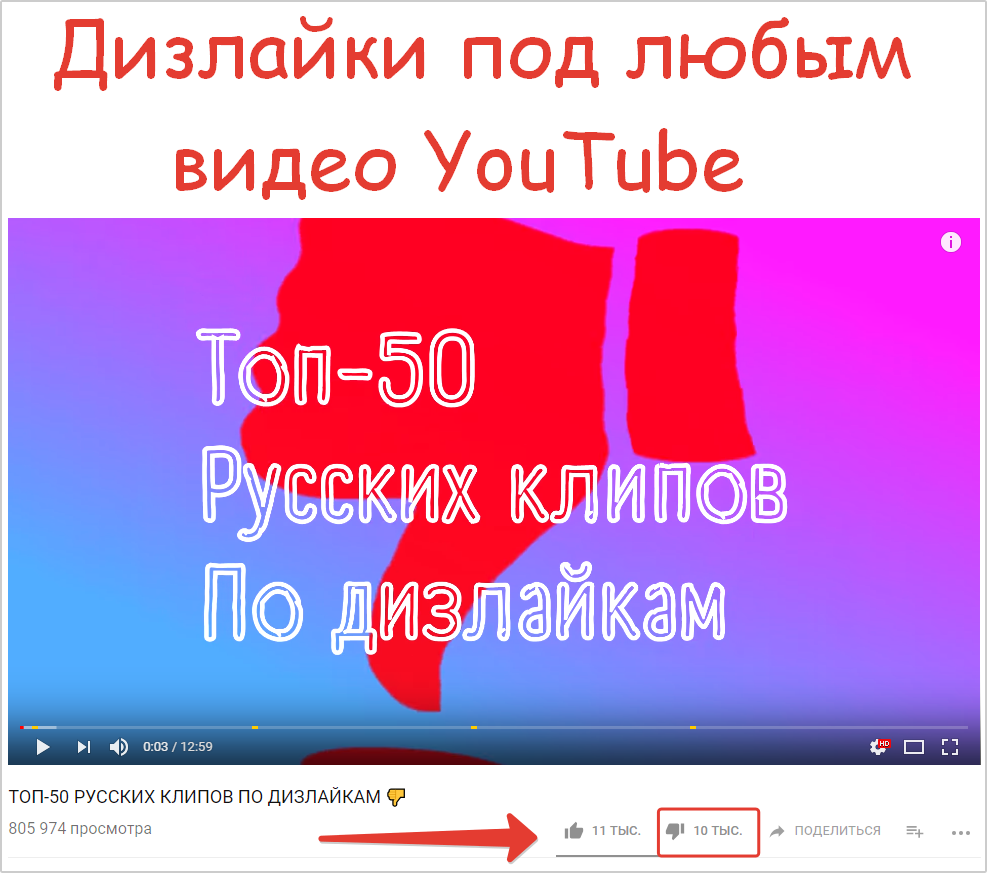 Дизлайки под любым
видео YouTube
i
Топ-50
Русских клипов
По дизлайкам
0:03 / 12:59
HD
ТОП-50 РУССКИХ КЛИПОВ ПО ДИЗЛАЙКАМ
805 974 просмотра
11 ТЫС. 10 ТЫС. ПОДЕЛИТЬСЯ